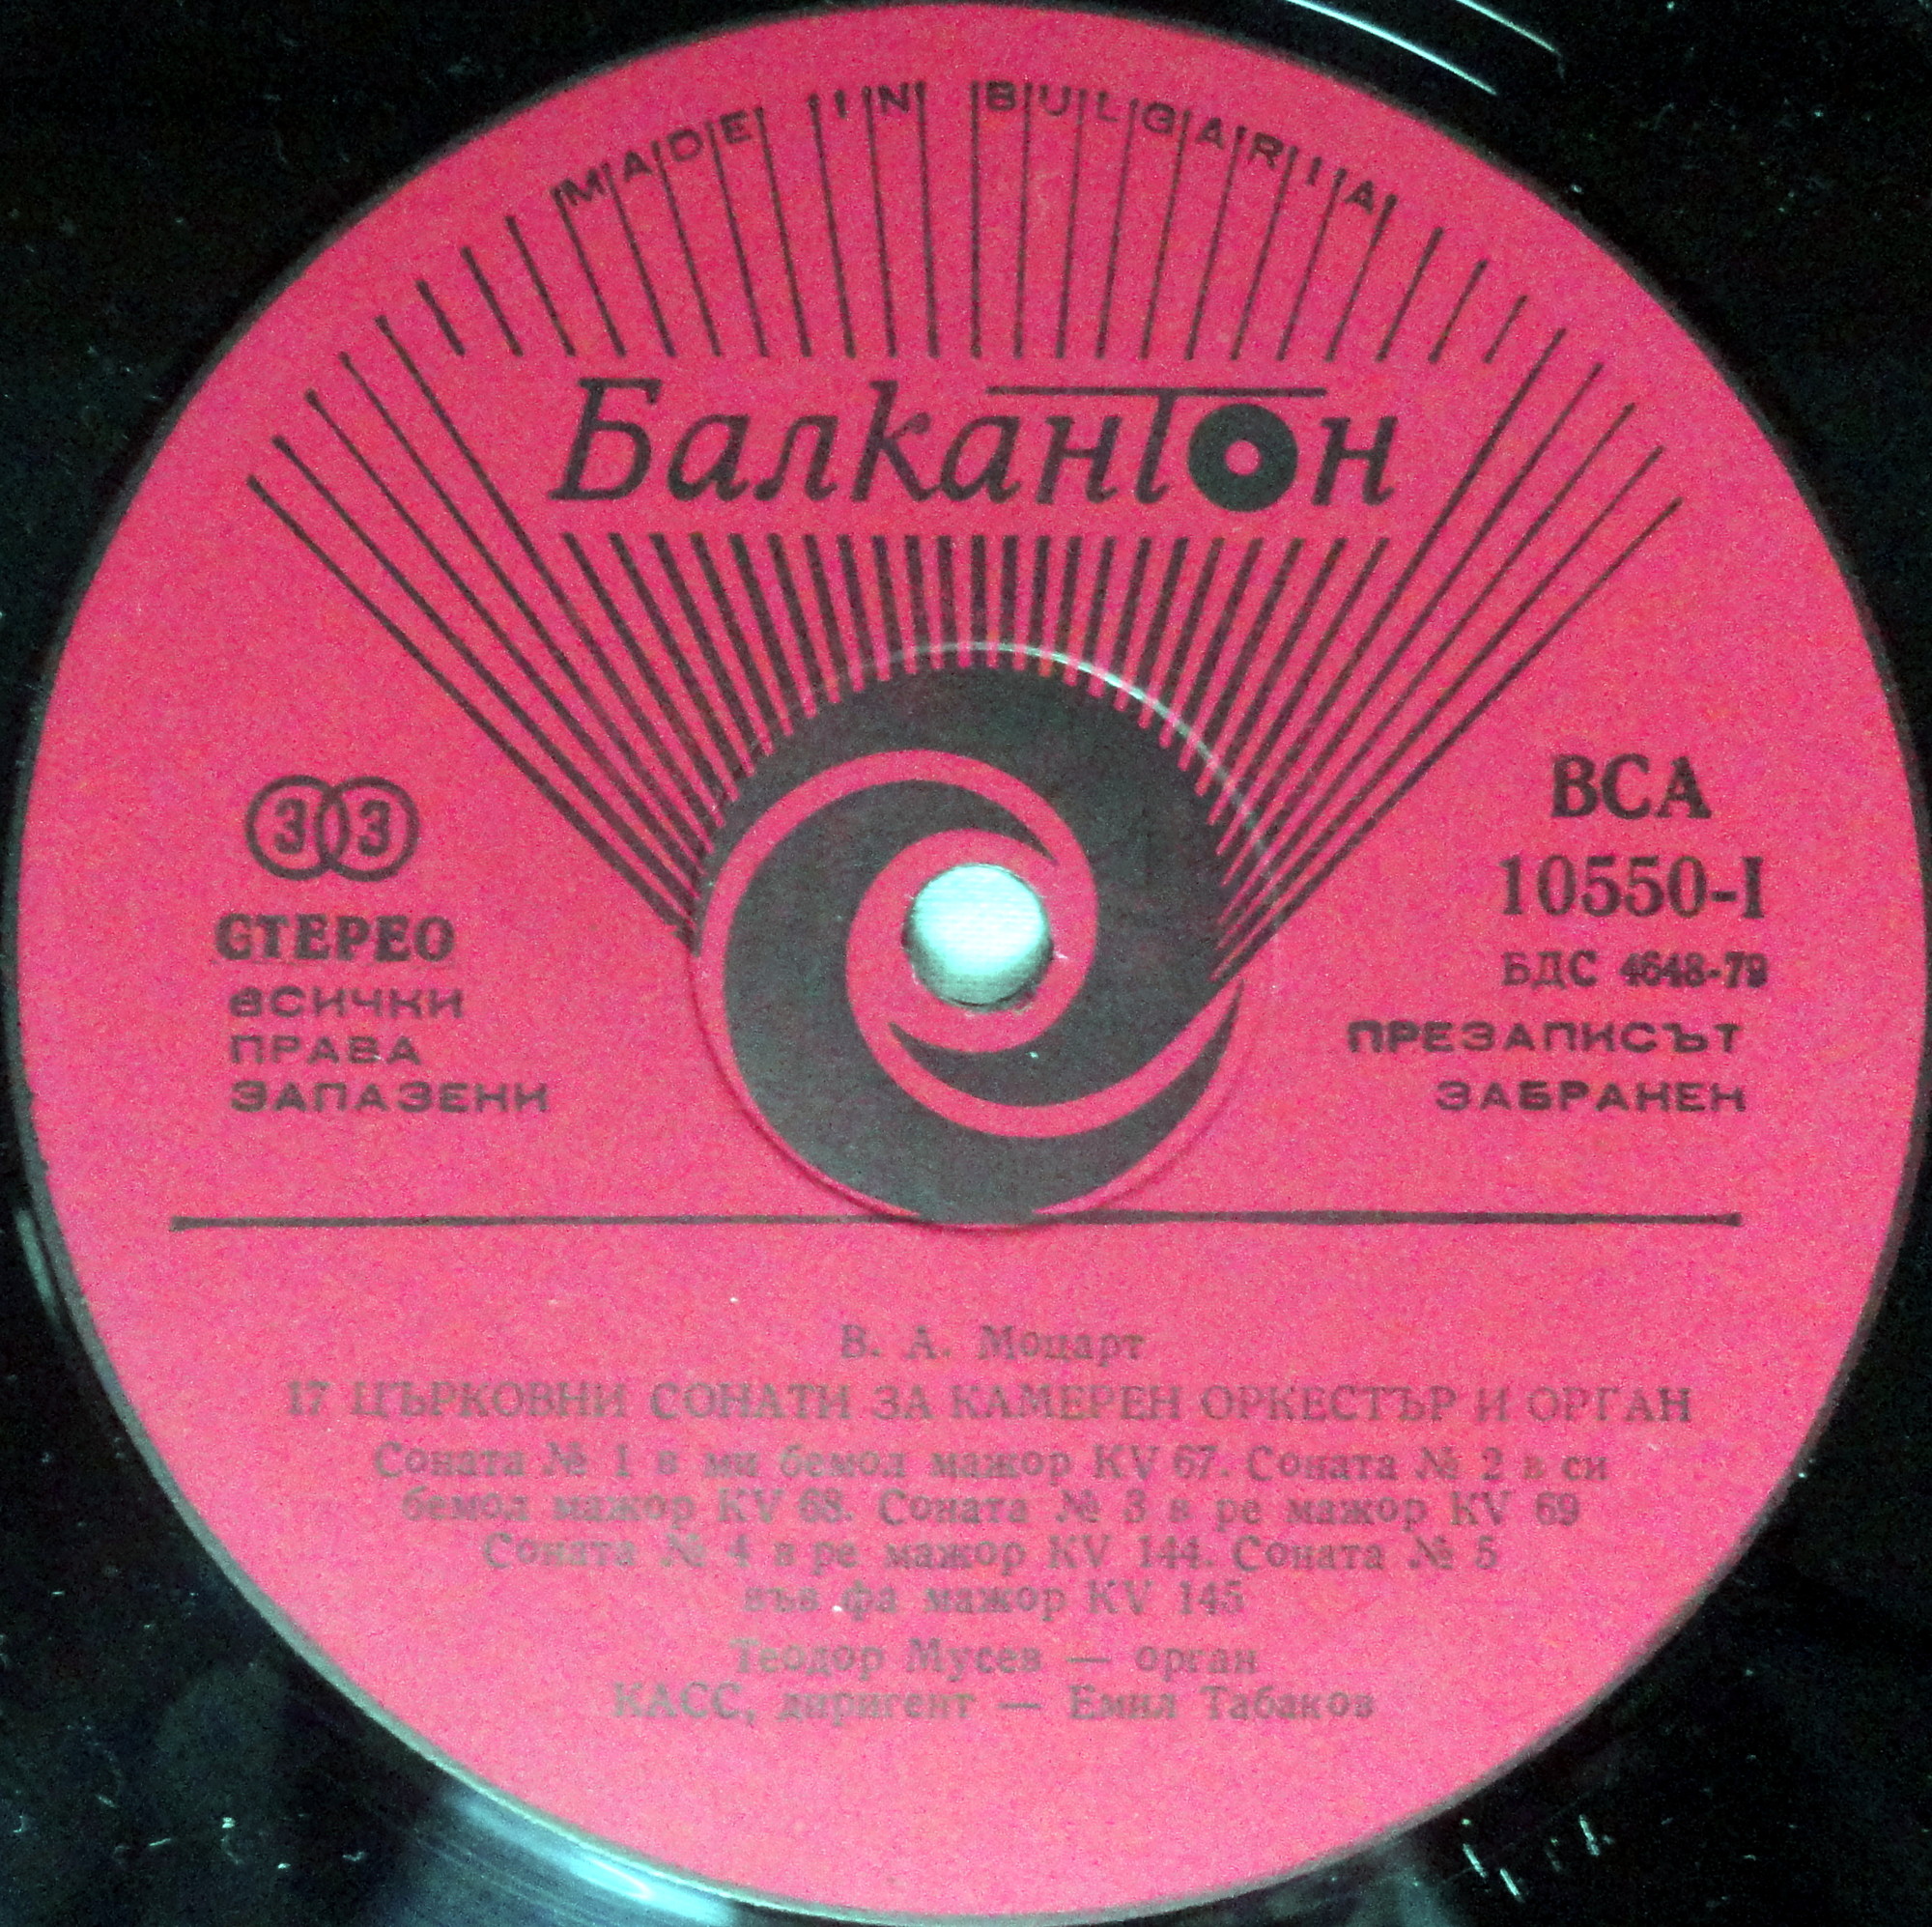 MADE IN BULGARIA
Балкантон
33
СТЕРЕО
ВСИЧКИ
ПРАВА
ЗАПАЗЕНИ
ВСА
10550-I
БДС 4648-79
ПРЕЗАПИСЪТ
ЗАБРАНЕН
В. А. Моцарт
17 ЦЪРКОВНИ СОНАТИ ЗА КАМЕРЕН ОРКЕСТЪР И ОРГАН
Соната № 1 в ми бемол мажор KV 67. Соната № 2 в си
бемол мажор KV 68. Соната № 3 в ре мажор KV 69
Соната № 4 в ре мажор KV 144. Соната № 5
във фа мажор KV 145
Теодор Мусев — орган
КАСС, диригент — Емил Табаков